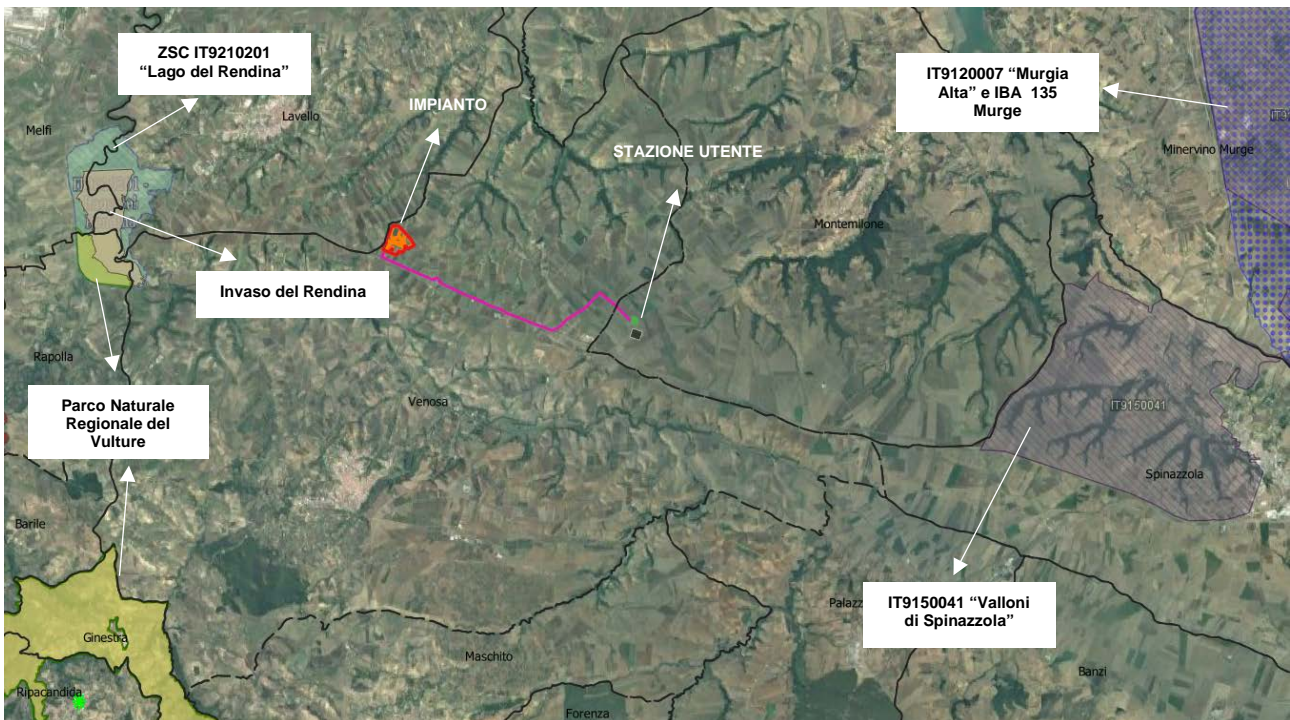 ZSC IT9210201
“Lago del Rendina”
IT9120007 “Murgia
Alta” e IBA 135
Murge
IMPIANTO
Lavello
Melfi
STAZIONE UTENTE
Minervino Murge
Montemilone
Invaso del Rendina
Rapolla
Parco Naturale
Regionale del
Vulture
Venosa
IT9150041
Spinazzola
Barile
IT9150041 “Valloni
di Spinazzola”
Ginestra
Maschito
Banzi
Ripacandida
Forenza